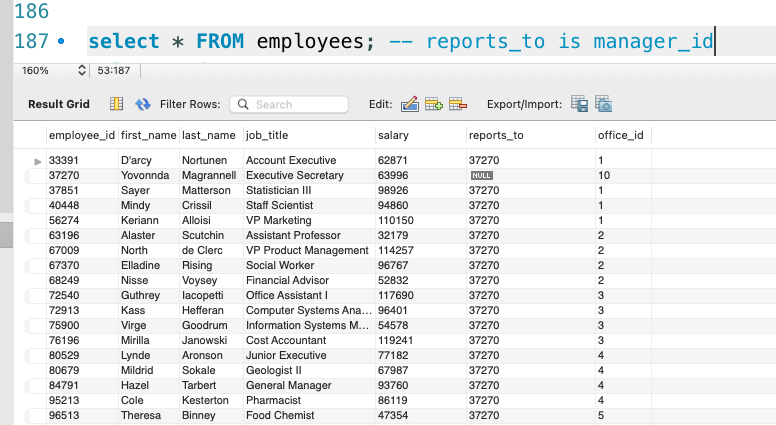 186
187 select * FROM employees; -- reports_to is manager_id
160% 53:187
Result Grid Filter Rows: Search Edit: Export/Import:
employee_id first_name last_name job_title salary reports_to office_id
33391 D'arcy Nortunen Account Executive 62871 37270 1
37270 Yovonnda Magrannell Executive Secretary 63996 NULL 10
37851 Sayer Matterson Statistician III 98926 37270 1
40448 Mindy Crissil Staff Scientist 94860 37270 1
56274 Keriann Alloisi VP Marketing 110150 37270 1
63196 Alaster Scutchin Assistant Professor 32179 37270 2
67009 North de Clerc VP Product Management 114257 37270 2
67370 Elladine Rising Social Worker 96767 37270 2
68249 Nisse Voysey Financial Advisor 52832 37270 2
72540 Guthrey Iacopetti Office Assistant I 117690 37270 3
72913 Kass Hefferan Computer Systems Ana... 96401 37270 3
75900 Virge Goodrum Information Systems M... 54578 37270 3
76196 Mirilla Janowski Cost Accountant 119241 37270 3
80529 Lynde Aronson Junior Executive 77182 37270 4
80679 Mildrid Sokale Geologist II 67987 37270 4
84791 Hazel Tarbert General Manager 93760 37270 4
95213 Cole Kesterton Pharmacist 86119 37270 4
96513 Theresa Binney Food Chemist 47354 37270 5